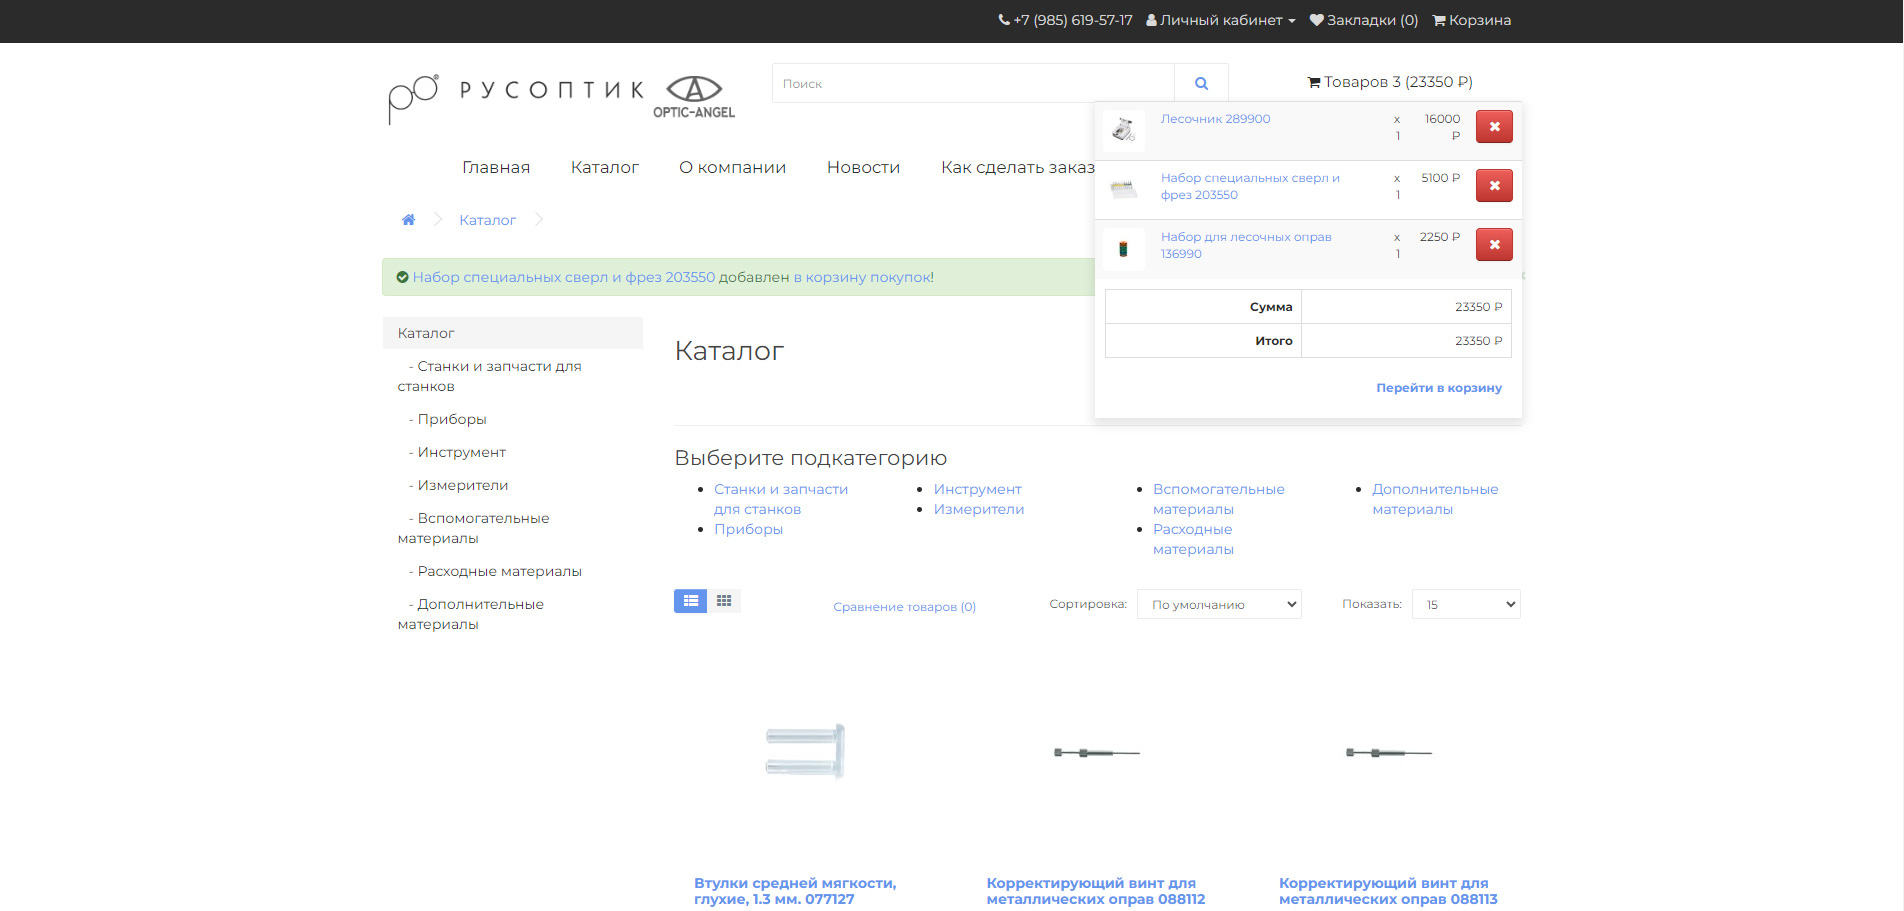 +7 (985) 619-57-17 Личный кабинет Закладки (0) Корзина
РУСОПТИК
OPTIC-ANGEL
Поиск
Товаров 3 (23350 ₽)
Лесочник 289900 x 1 16000 ₽
Набор специальных сверл и фрез 203550 x 1 5100 ₽
Набор для лесочных оправ 136990 x 1 2250 ₽
Сумма 23350 ₽
Итого 23350 ₽
Перейти в корзину
Главная Каталог О компании Новости Как сделать заказ
Каталог
Набор специальных сверл и фрез 203550 добавлен в корзину покупок!
Каталог
- Станки и запчасти для
станков
- Приборы
- Инструмент
- Измерители
- Вспомогательные
материалы
- Расходные материалы
- Дополнительные
материалы
Каталог
Выберите подкатегорию
Станки и запчасти
для станков
Приборы
Инструмент
Измерители
Вспомогательные
материалы
Расходные
материалы
Дополнительные
материалы
Сравнение товаров (0)
Сортировка: По умолчанию
Показать: 15
Втулки средней мягкости,
глухие, 1.3 мм. 077127
Корректирующий винт для
металлических оправ 088112
Корректирующий винт для
металлических оправ 088113